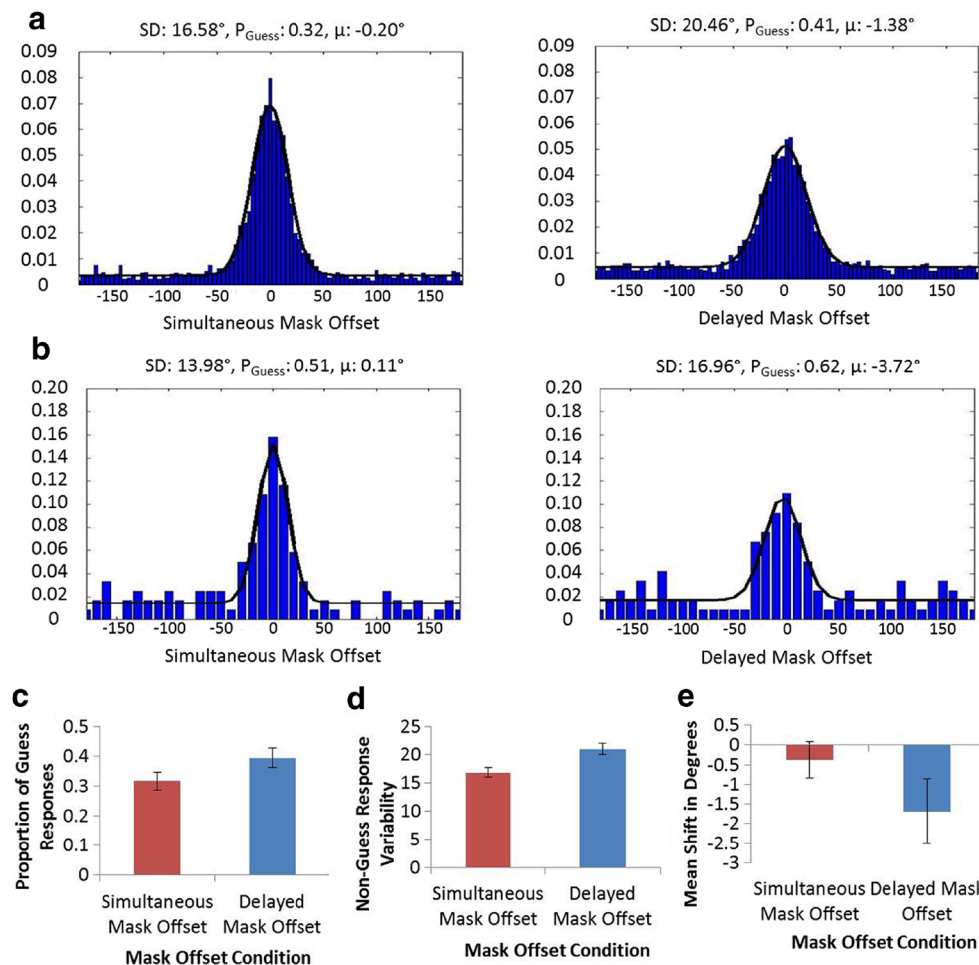 a
SD: 16.58°, PGuess: 0.32, μ: -0.20°
SD: 20.46°, PGuess: 0.41, μ: -1.38°
0.09
0.08
0.07
0.06
0.05
0.04
0.03
0.02
0.01
0
-150 -100 -50 0 50 100 150
Simultaneous Mask Offset
0.09
0.08
0.07
0.06
0.05
0.04
0.03
0.02
0.01
0
-150 -100 -50 0 50 100 150
Delayed Mask Offset
b
SD: 13.98°, PGuess: 0.51, μ: 0.11°
SD: 16.96°, PGuess: 0.62, μ: -3.72°
0.20
0.18
0.16
0.14
0.12
0.10
0.08
0.06
0.04
0.02
0
-150 -100 -50 0 50 100 150
Simultaneous Mask Offset
0.20
0.18
0.16
0.14
0.12
0.10
0.08
0.06
0.04
0.02
0
-150 -100 -50 0 50 100 150
Delayed Mask Offset
c
Proportion of Guess
Responses
0.5
0.4
0.3
0.2
0.1
0
Simultaneous Delayed
Mask Offset Mask Offset
Mask Offset Condition
d
Non-Guess Response
Variability
25
20
15
10
5
0
Simultaneous Delayed
Mask Offset Mask Offset
Mask Offset Condition
e
Mean Shift in Degrees
0.5
0
-0.5
-1
-1.5
-2
-2.5
-3
Simultaneous Delayed Mask
Mask Offset Offset
Mask Offset Condition